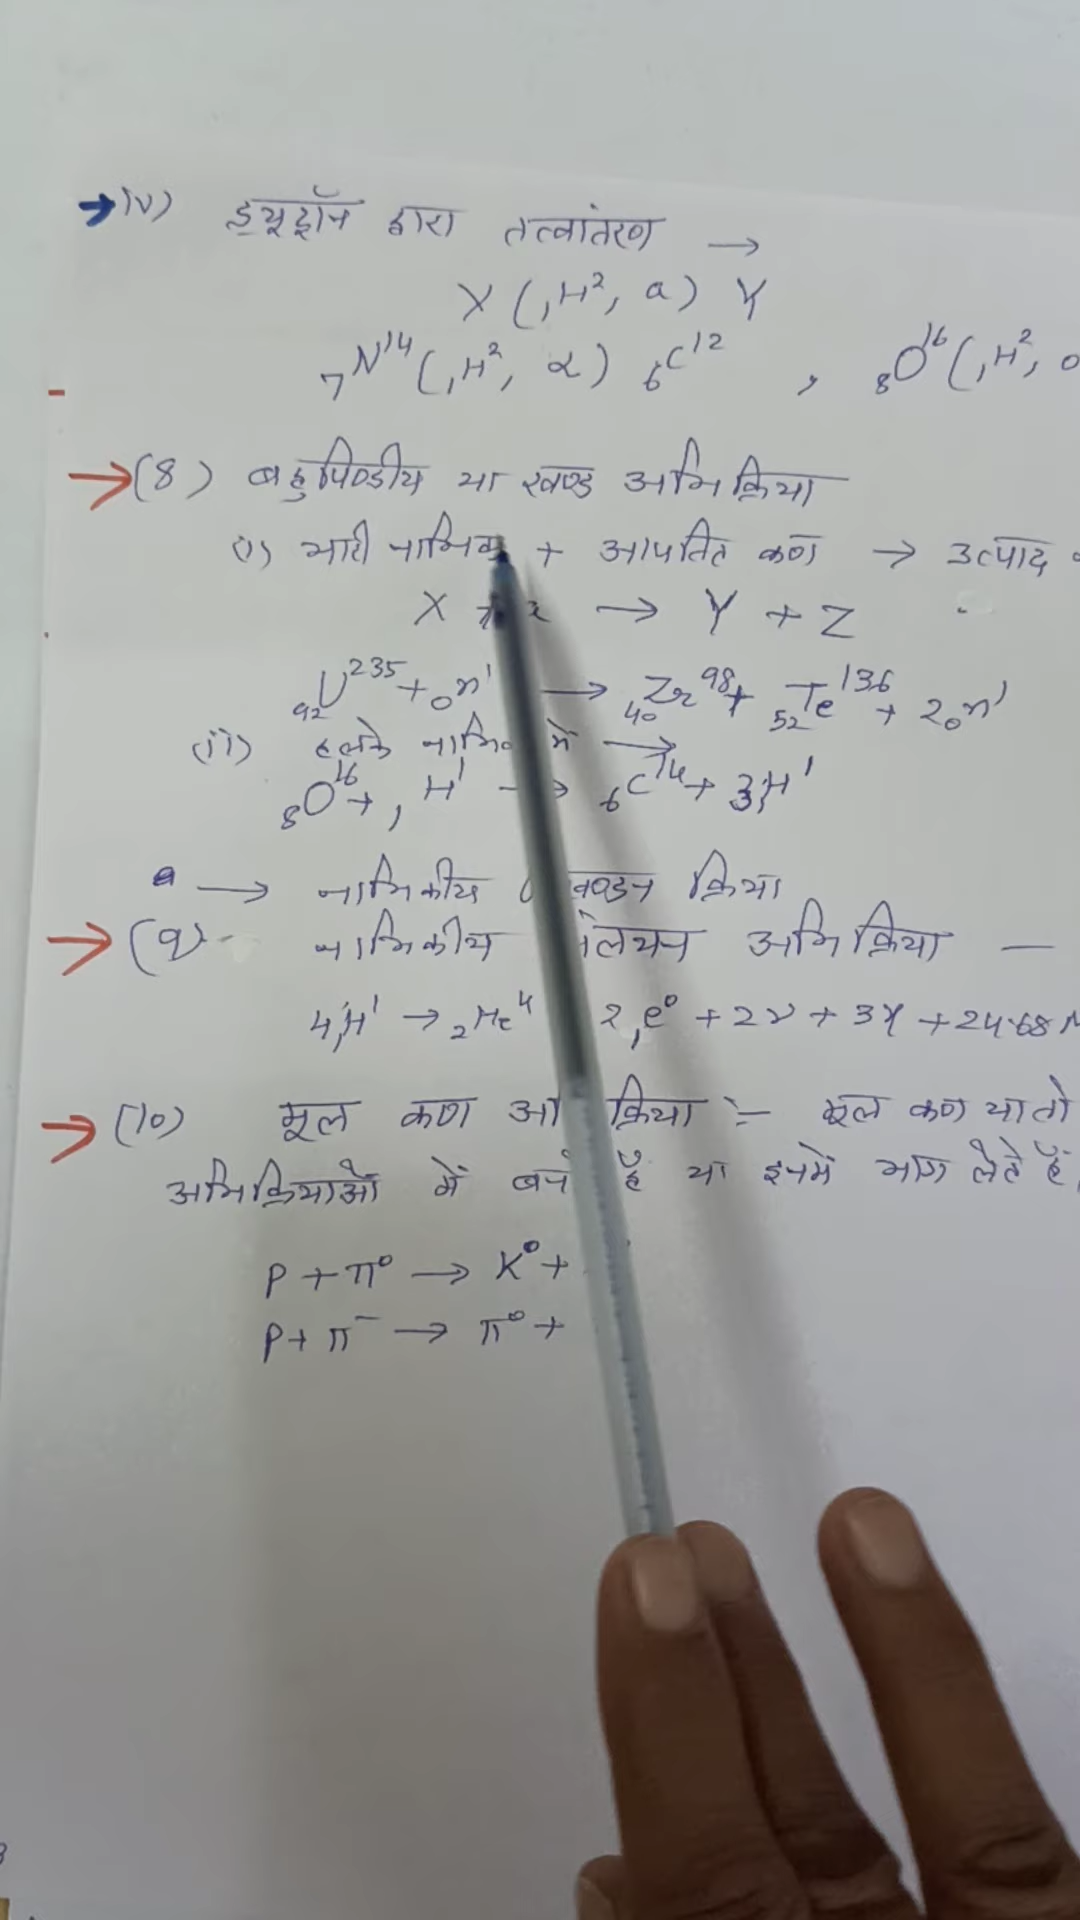 →(v) ड्यूट्रॉन द्वारा तत्वांतरण →
X (₁H², α) Y
₇N¹⁴ (₁H², α) ₆C¹² , ₈O¹⁶ (₁H²,
→(8) बहुपिण्डीय या खण्ड अभिक्रिया
(i) भारी नाभिक + आपतित कण → उत्पाद
X + x → Y + Z
₉₂U²³⁵ + ₀n¹ → ₄₀Zr⁹⁸ + ₅₂Te¹³⁶ + 2₀n¹
(ii) हल्के में →
₈O¹⁶ + ₁H¹ → ₆C¹⁴ + 3₁H¹
→ नाभिकीय क्रिया
→ (9) - नाभिकीय अभिक्रिया —
4₁H¹ → ₂He⁴ 2₁e⁰ + 2ν + 3γ + 24.68
→ (10) मूल कण :- मूल कण या तो
अभिक्रियाओं में हैं या इनमें भाग लेते हैं,
P + π⁰ → K⁰ +
P + π⁻ → π⁰ +